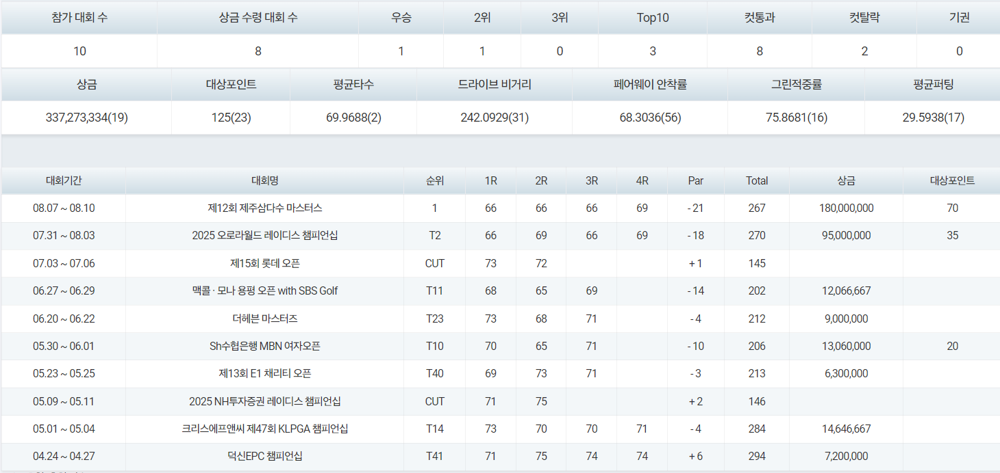 참가 대회 수 상금 수령 대회 수 우승 2위 3위 Top10 컷통과 컷탈락 기권
10 8 1 1 0 3 8 2 0
상금 대상포인트 평균타수 드라이브 비거리 페어웨이 안착률 그린적중률 평균퍼팅
337,273,334(19) 125(23) 69.9688(2) 242.0929(31) 68.3036(56) 75.8681(16) 29.5938(17)
대회기간 대회명 순위 1R 2R 3R 4R Par Total 상금 대상포인트
08.07 ~ 08.10 제12회 제주삼다수 마스터스 1 66 66 66 69 - 21 267 180,000,000 70
07.31 ~ 08.03 2025 오로라월드 레이디스 챔피언십 T2 66 69 66 69 - 18 270 95,000,000 35
07.03 ~ 07.06 제15회 롯데 오픈 CUT 73 72 + 1 145
06.27 ~ 06.29 맥콜 · 모나 용평 오픈 with SBS Golf T11 68 65 69 - 14 202 12,066,667
06.20 ~ 06.22 더헤븐 마스터즈 T23 73 68 71 - 4 212 9,000,000
05.30 ~ 06.01 Sh수협은행 MBN 여자오픈 T10 70 65 71 - 10 206 13,060,000 20
05.23 ~ 05.25 제13회 E1 채리티 오픈 T40 69 73 71 - 3 213 6,300,000
05.09 ~ 05.11 2025 NH투자증권 레이디스 챔피언십 CUT 71 75 + 2 146
05.01 ~ 05.04 크리스에프앤씨 제47회 KLPGA 챔피언십 T14 73 70 70 71 - 4 284 14,646,667
04.24 ~ 04.27 덕신EPC 챔피언십 T41 71 75 74 74 + 6 294 7,200,000